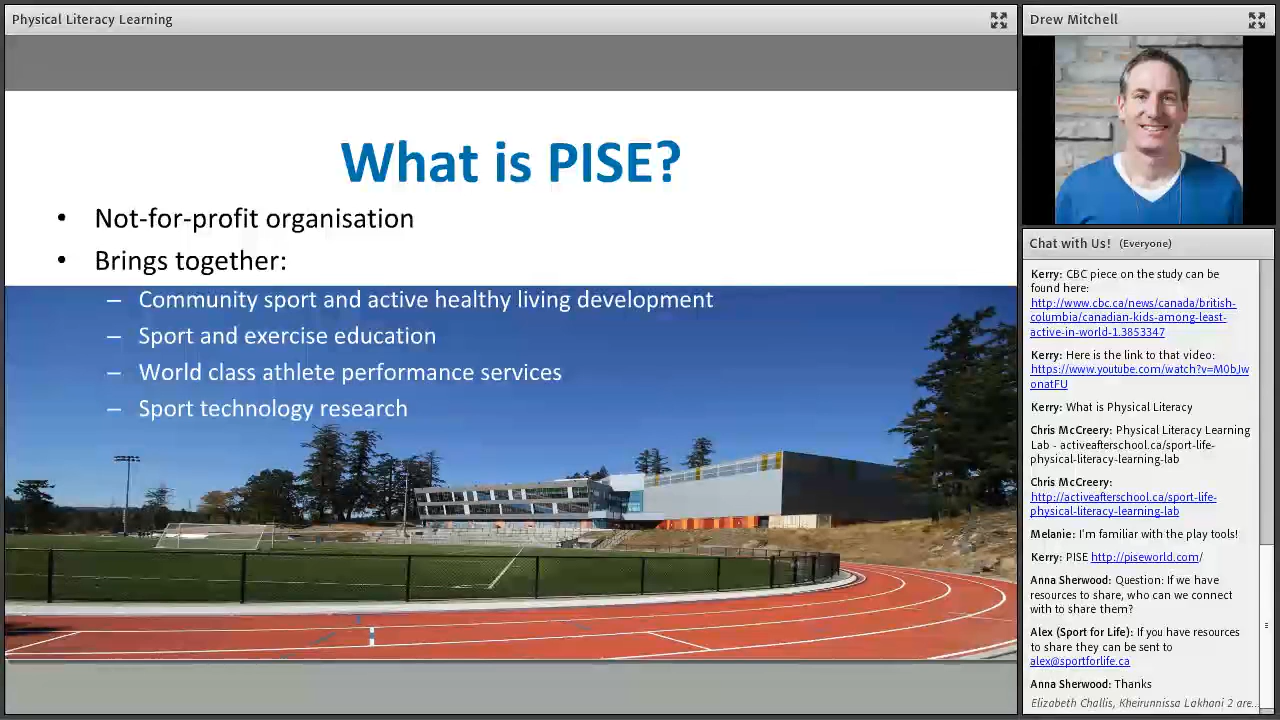 Physical Literacy Learning
What is PISE?
• Not-for-profit organisation
• Brings together:
– Community sport and active healthy living development
– Sport and exercise education
– World class athlete performance services
– Sport technology research
Drew Mitchell
Chat with Us! (Everyone)
Kerry: CBC piece on the study can be
found here:
http://www.cbc.ca/news/canada/british-
columbia/canadian-kids-among-least-
active-in-world-1.3853347
Kerry: Here is the link to that video:
https://www.youtube.com/watch?v=M0bJw
onatFU
Kerry: What is Physical Literacy
Chris McCreery: Physical Literacy Learning
Lab - activeafterschool.ca/sport-life-
physical-literacy-learning-lab
Chris McCreery:
http://activeafterschool.ca/sport-life-
physical-literacy-learning-lab
Melanie: I'm familiar with the play tools!
Kerry: PISE http://piseworld.com/
Anna Sherwood: Question: If we have
resources to share, who can we connect
with to share them?
Alex (Sport for Life): If you have resources
to share they can be sent to
alex@sportforlife.ca
Anna Sherwood: Thanks
Elizabeth Challis, Kheirunnissa Lakhani 2 are...